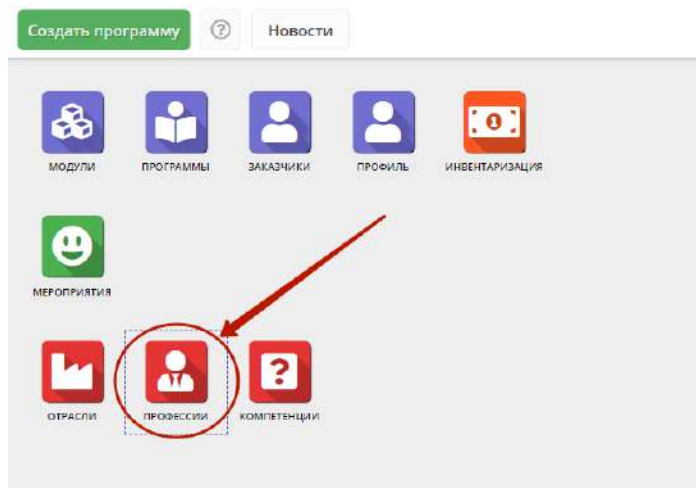 Создать программу ? Новости
МОДУЛИ ПРОГРАММЫ ЗАКАЗЧИКИ ПРОФИЛЬ ИНВЕНТАРИЗАЦИЯ
МЕРОПРИЯТИЯ
ОТРАСЛИ ПРОФЕССИИ КОМПЕТЕНЦИИ